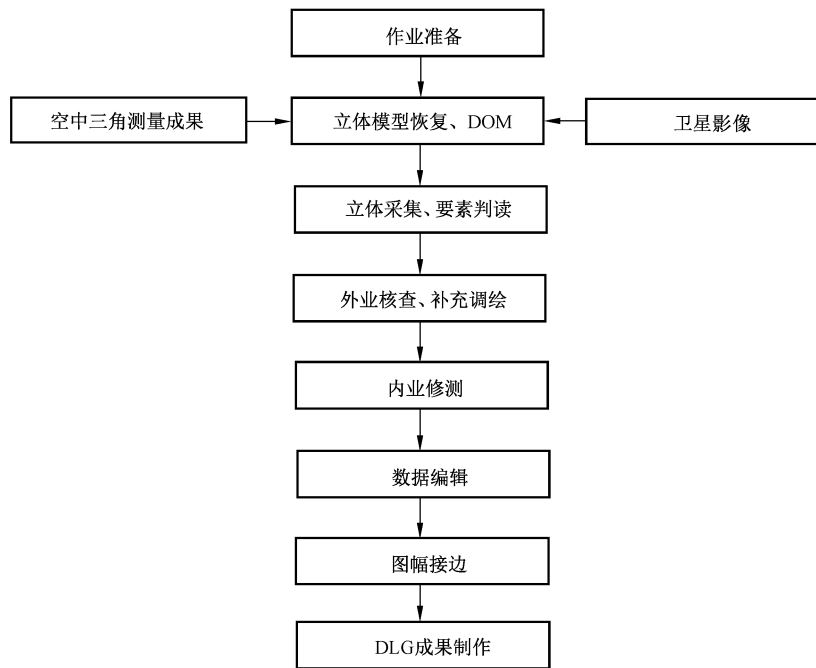 作业准备
空中三角测量成果
立体模型恢复、DOM
卫星影像
立体采集、要素判读
外业核查、补充调绘
内业修测
数据编辑
图幅接边
DLG成果制作